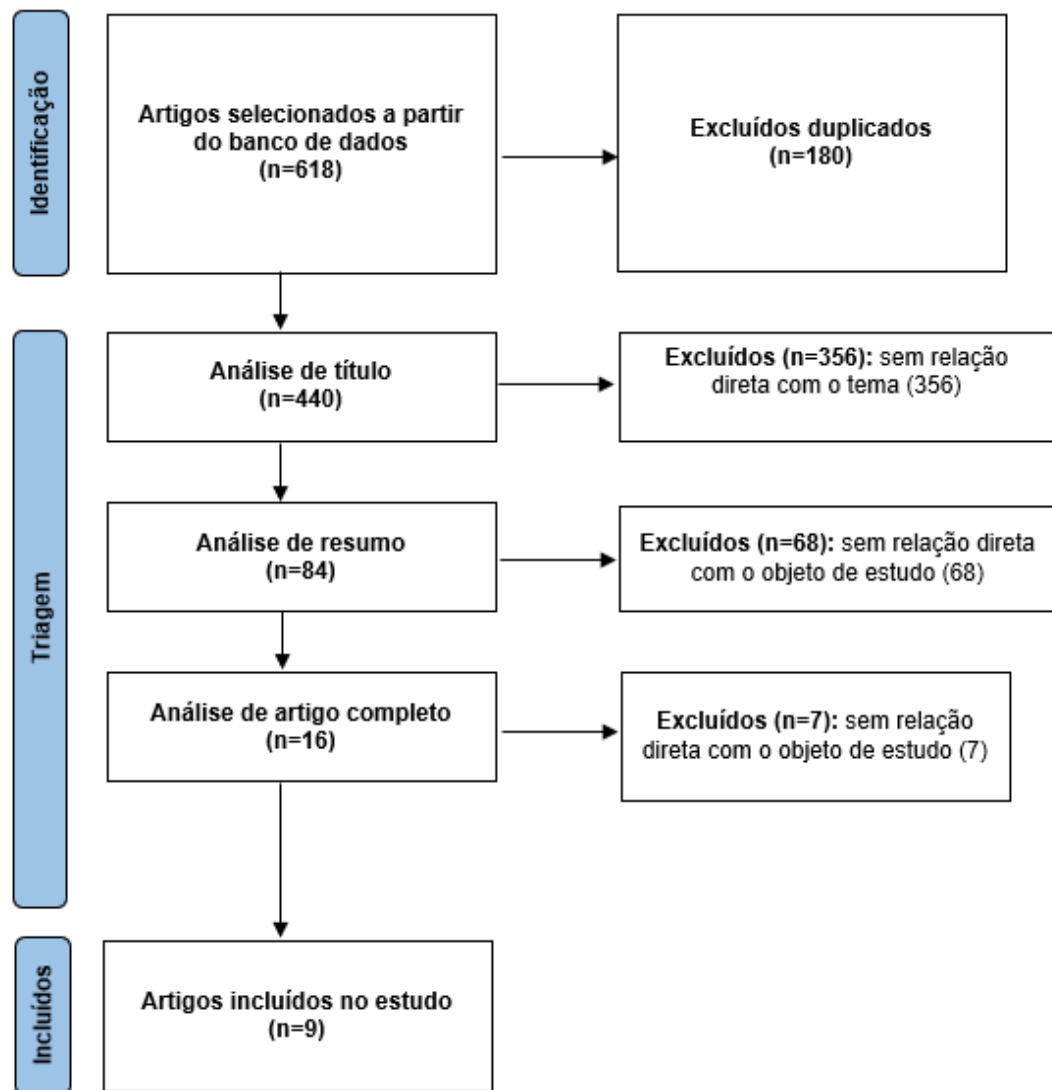 Identificação
Artigos selecionados a partir
do banco de dados
(n=618)
Excluídos duplicados
(n=180)
Triagem
Análise de título
(n=440)
Excluídos (n=356): sem relação
direta com o tema (356)
Análise de resumo
(n=84)
Excluídos (n=68): sem relação direta
com o objeto de estudo (68)
Análise de artigo completo
(n=16)
Excluídos (n=7): sem relação
direta com o objeto de estudo (7)
Incluídos
Artigos incluídos no estudo
(n=9)